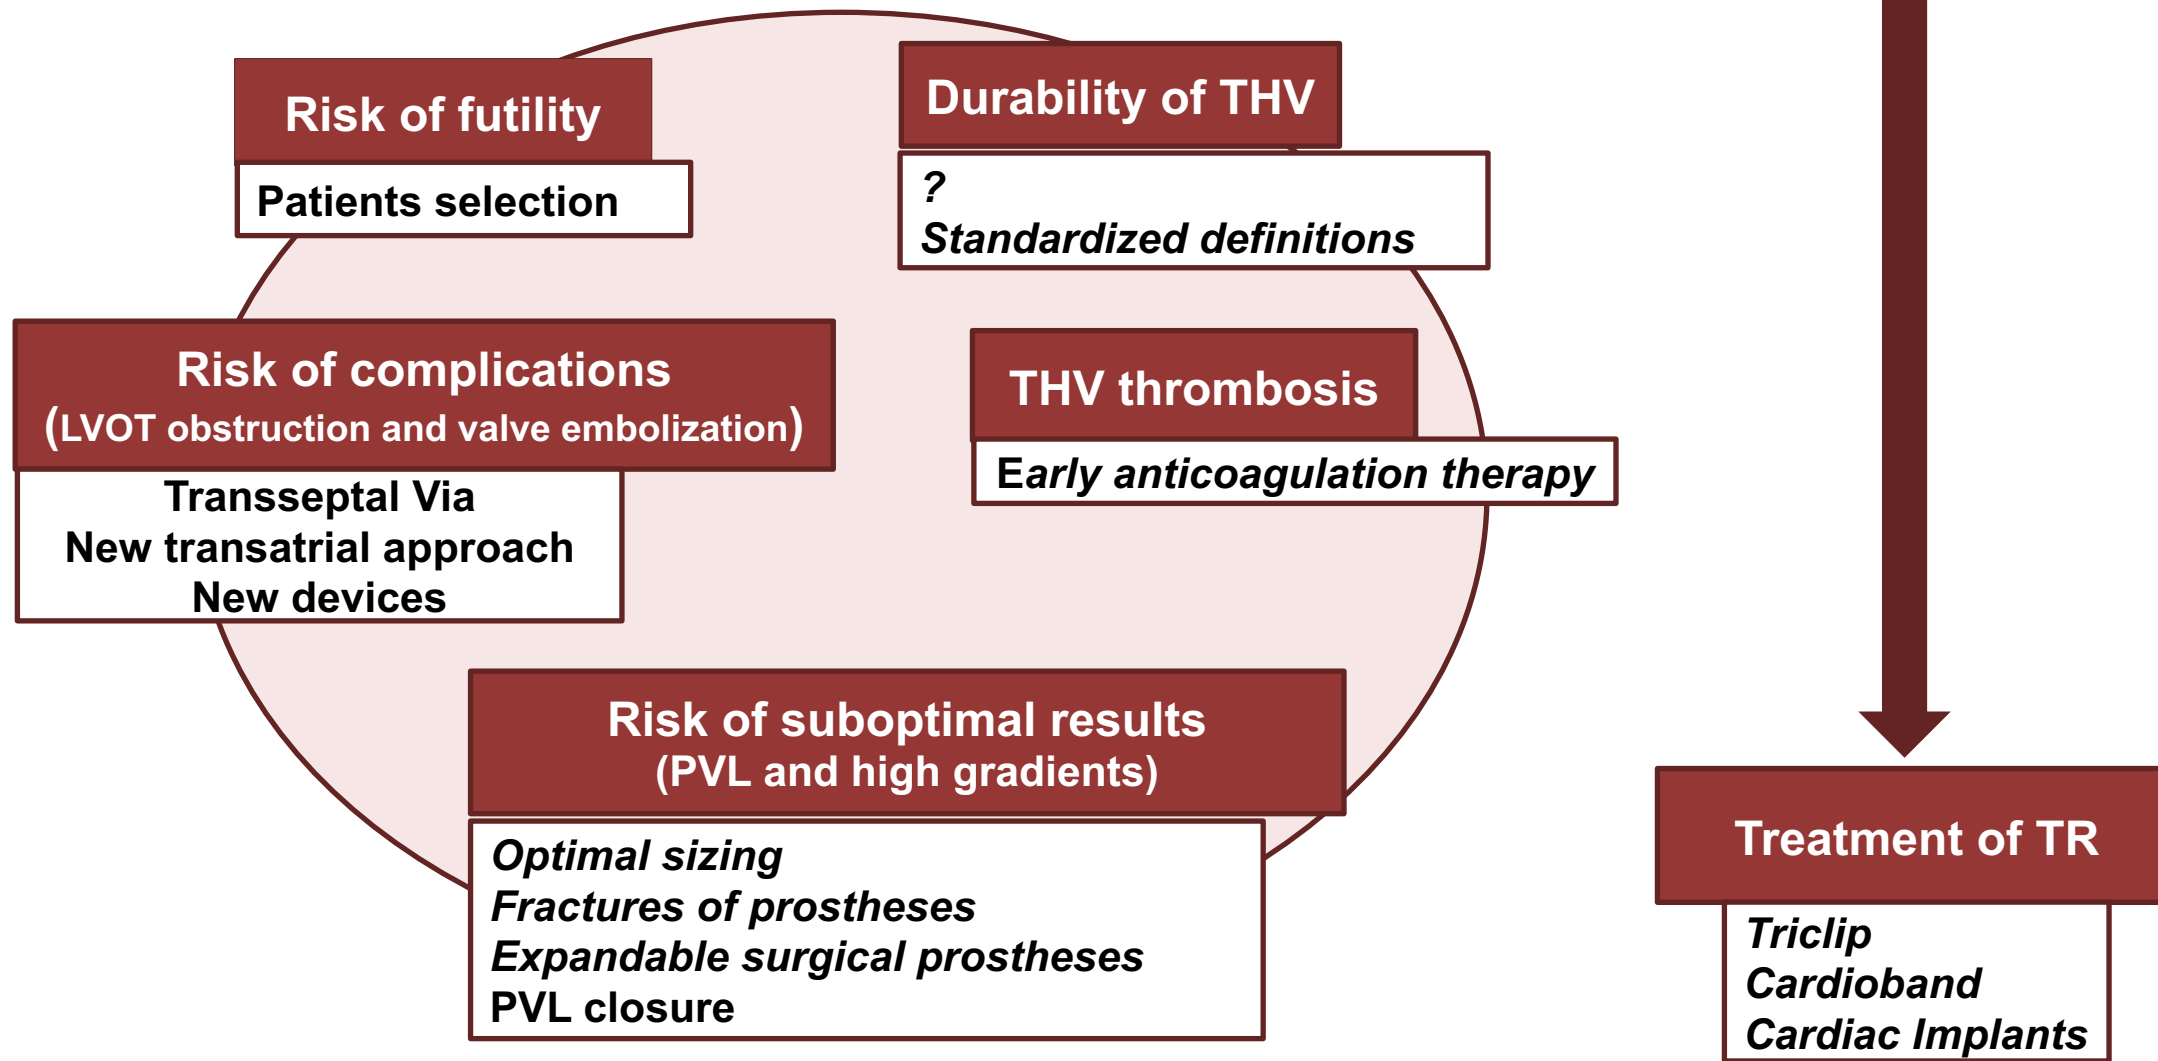 Risk of futility
Patients selection
Durability of THV
?
Standardized definitions
Risk of complications
(LVOT obstruction and valve embolization)
Transseptal Via
New transatrial approach
New devices
THV thrombosis
Early anticoagulation therapy
Risk of suboptimal results
(PVL and high gradients)
Optimal sizing
Fractures of prostheses
Expandable surgical prostheses
PVL closure
Treatment of TR
Triclip
Cardioband
Cardiac Implants